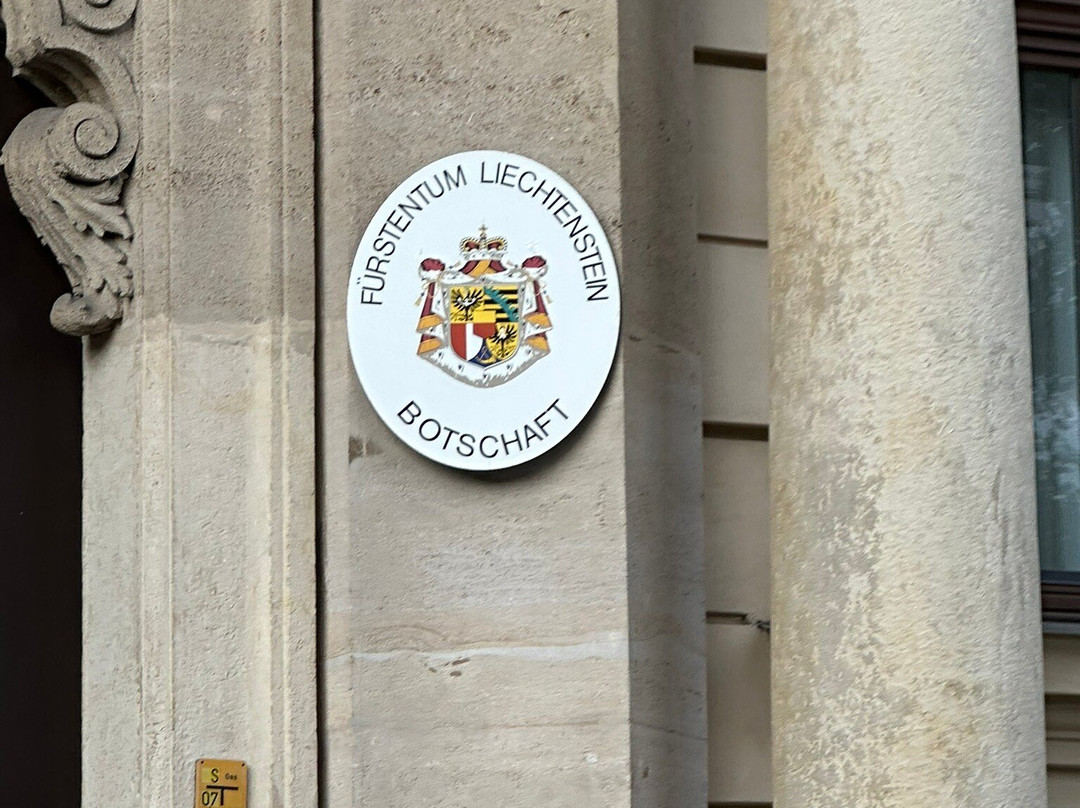 FÜRSTENTUM LIECHTENSTEIN
BOTSCHAFT
S Gas
07